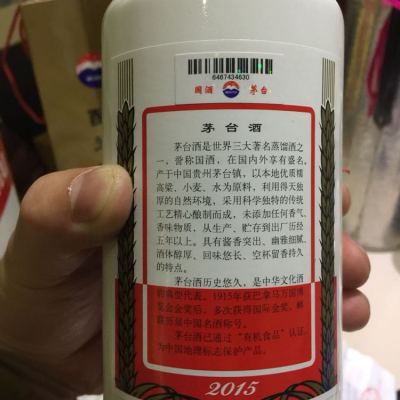 6467434630
国酒 茅台
茅台酒
茅台酒是世界三大著名蒸馏酒之
一，誉称国酒，在国内外享有盛名。
产于中国贵州茅台镇，以本地优质糯
高粱、小麦、水为原料，利用得天独
厚的自然环境，采用科学独特的传统
工艺精心酿制而成，未添加任何香气、
香味物质，从生产、贮存到出厂历经
五年以上。具有酱香突出、幽雅细腻、
酒体醇厚、回味悠长、空杯留香持久
的特点。
茅台酒历史悠久，是中华文化酒
的典型代表。1915年获巴拿马万国博
览会金奖后，多次获得国际金奖，蝉
联历届中国名酒称号。
茅台酒已通过“有机食品”认证，
为中国地理标志保护产品。
2015